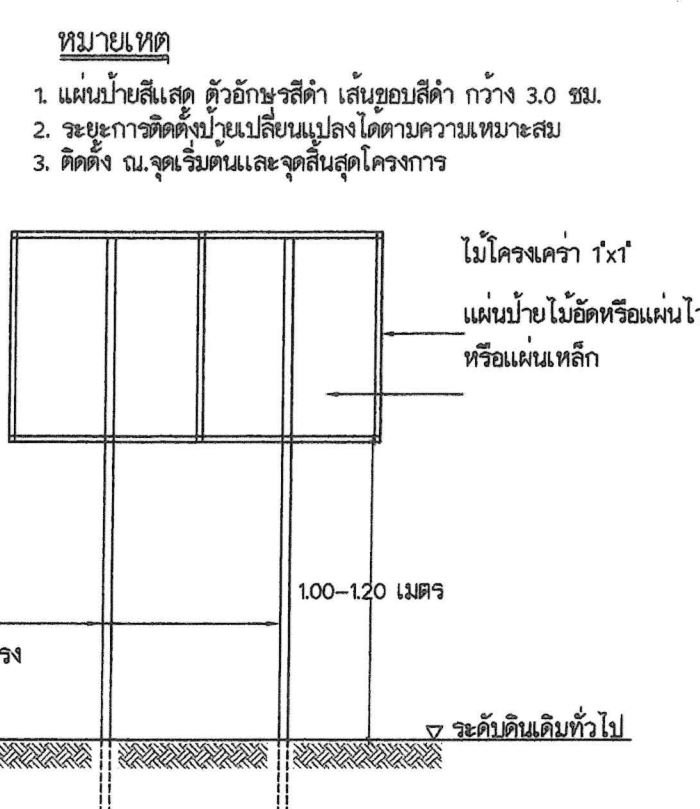 หมายเหตุ
1. แผ่นป้ายสีแสด ตัวอักษรสีดำ เส้นขอบสีดำ กว้าง 3.0 ซม.
2. ระยะการติดตั้งป้ายเปลี่ยนแปลงได้ตามความเหมาะสม
3. ติดตั้ง ณ.จุดเริ่มต้นและจุดสิ้นสุดโครงการ
ไม้โครงเคร่า 1"x1"
แผ่นป้ายไม้อัดหรือแผ่น
หรือแผ่นเหล็ก
1.00-1.20 เมตร
ระดับดินเดิมทั่วไป